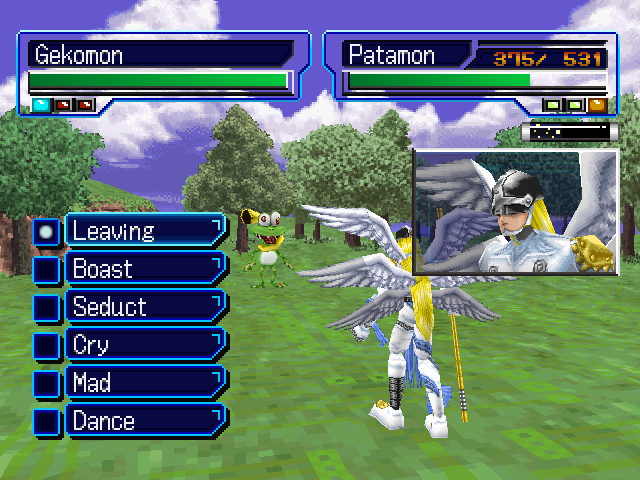 Gekomon
Patamon
375/ 531
Leaving
Boast
Seduct
Cry
Mad
Dance